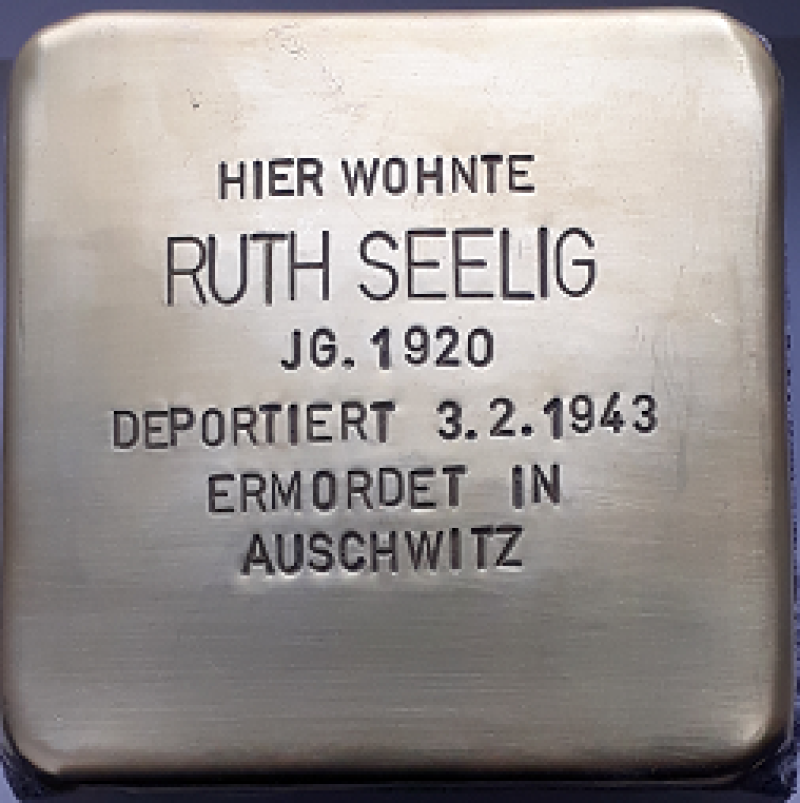 HIER WOHNTE
RUTH SEELIG
JG. 1920
DEPORTIERT 3.2.1943
ERMORDET IN
AUSCHWITZ